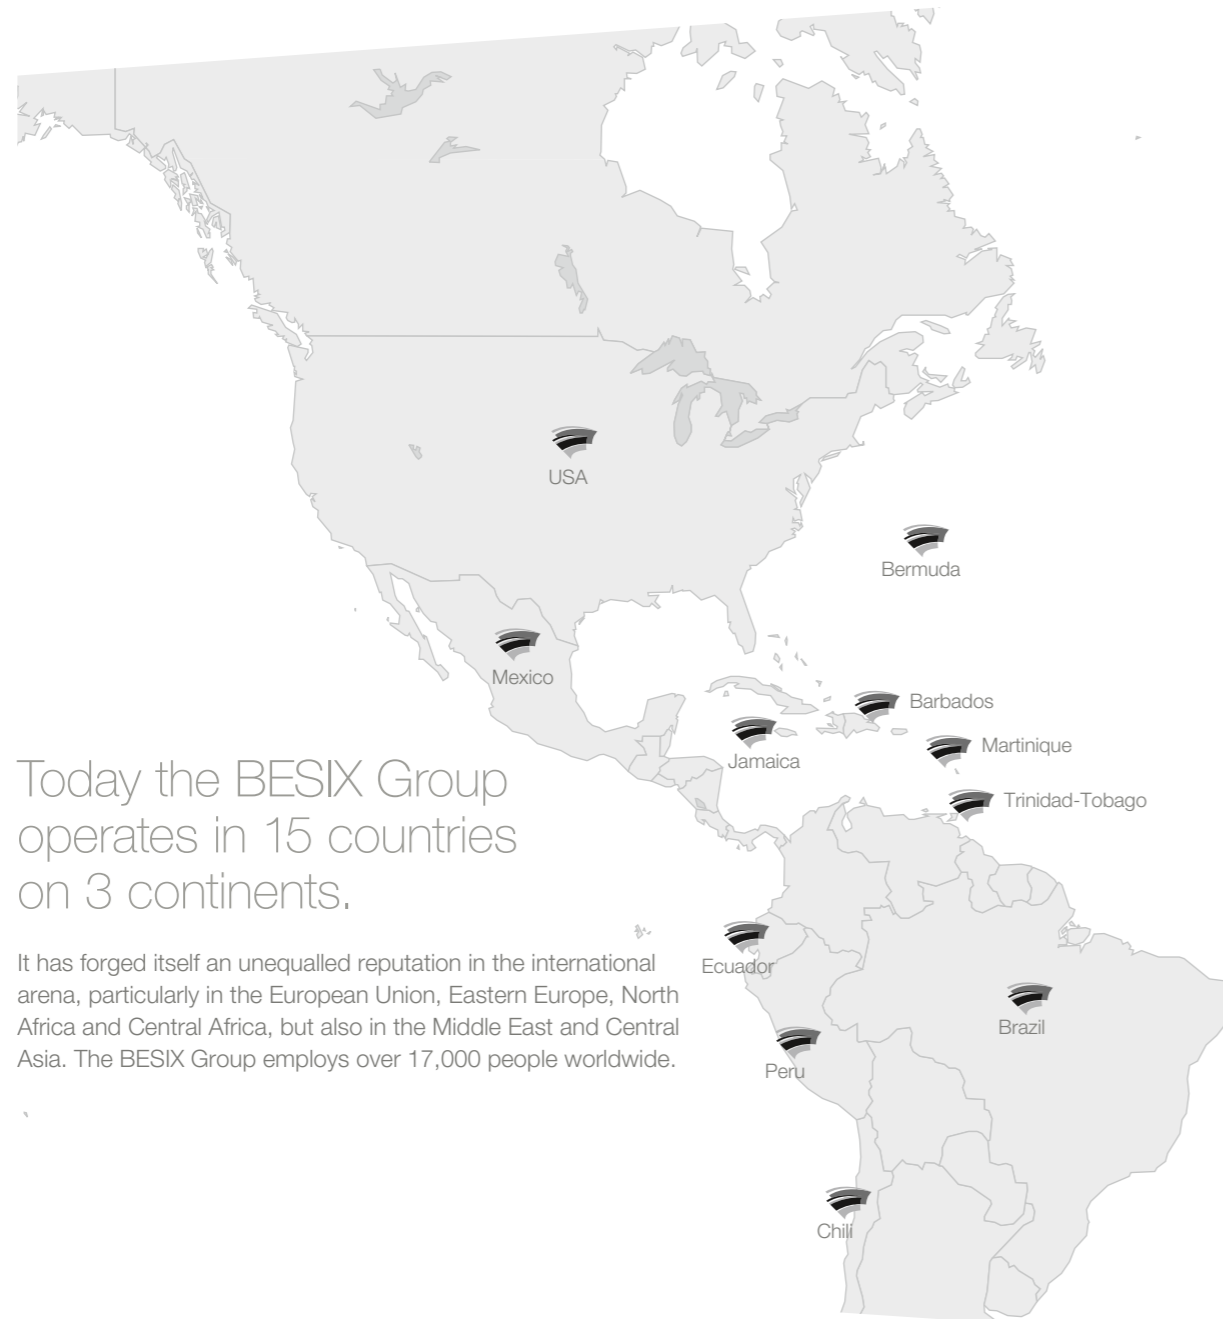 USA
Bermuda
Mexico
Barbados
Martinique
Jamaica
Trinidad-Tobago
Today the BESIX Group
operates in 15 countries
on 3 continents.
It has forged itself an unequalled reputation in the international
arena, particularly in the European Union, Eastern Europe, North
Africa and Central Africa, but also in the Middle East and Central
Asia. The BESIX Group employs over 17,000 people worldwide.
Ecuador
Brazil
Peru
Chili